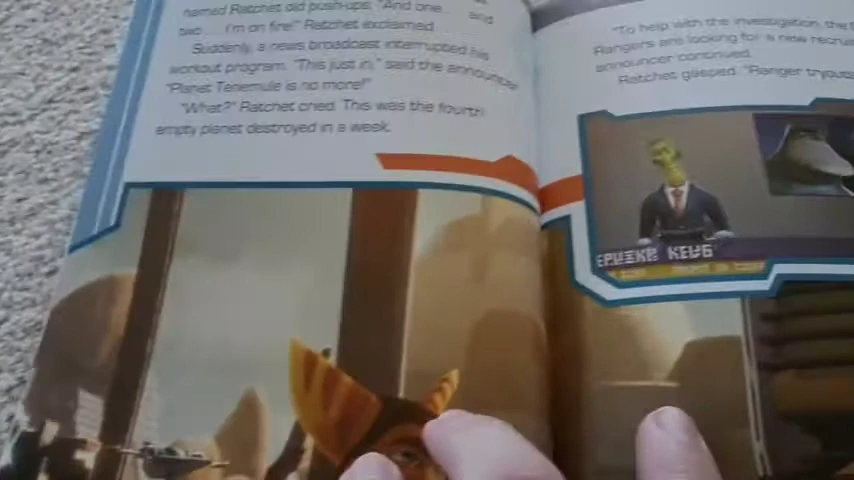 named Ratchet did push-ups. "And one... and
two... I'm on fire!" Ratchet exclaimed.
Suddenly, a news broadcast interrupted his
workout program. "This just in," said the announcer.
"Planet Tenemule is no more!"
"What?" Ratchet cried. This was the fourth
empty planet destroyed in a week.
"To help with the investigation, the
Rangers are looking for a new recruit
announcer continued.
Ratchet gasped. "Ranger tryouts